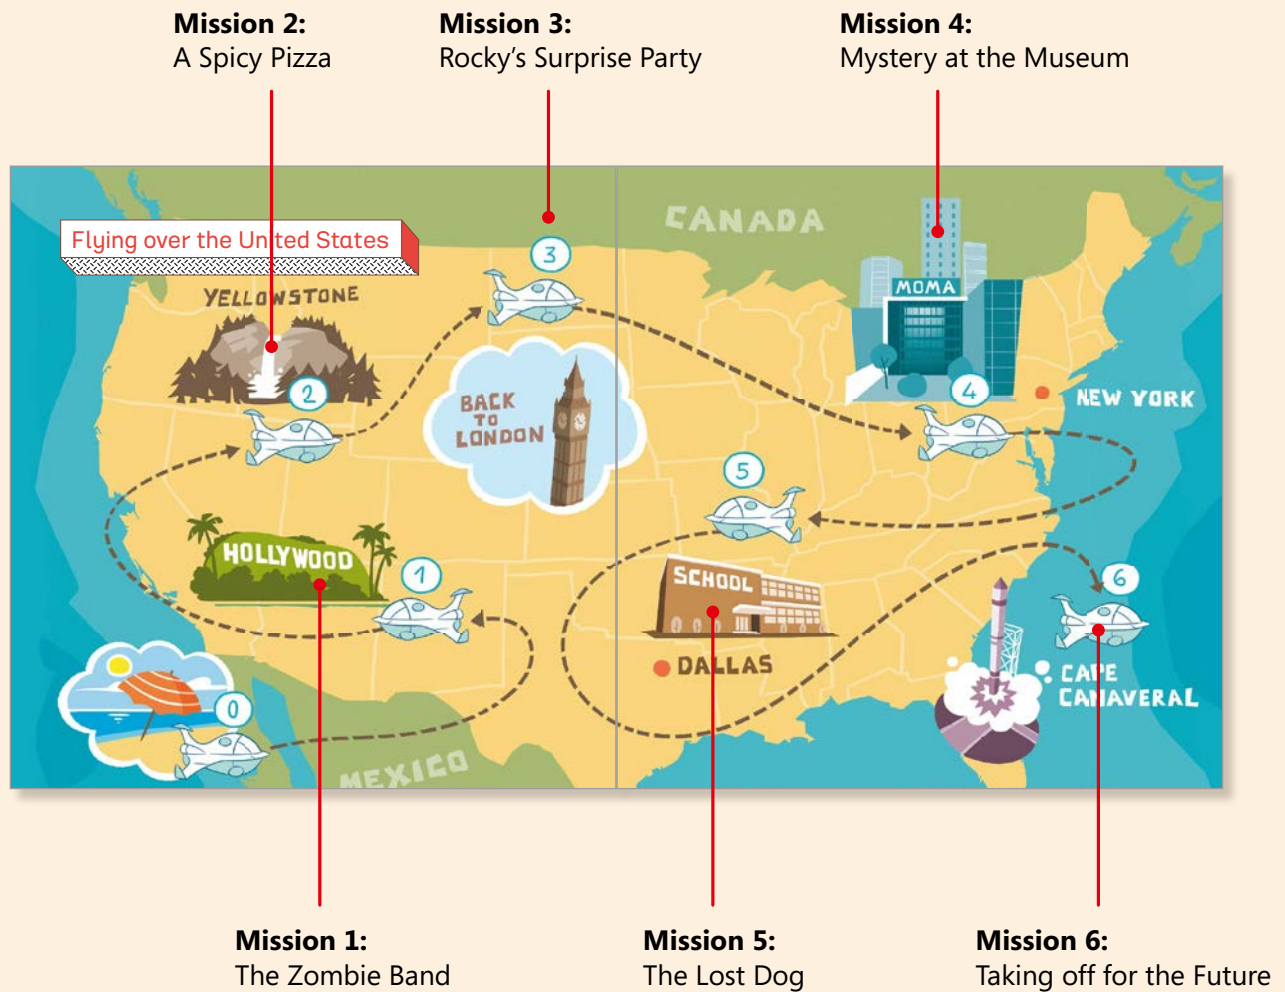 Mission 2:
A Spicy Pizza
Mission 3:
Rocky’s Surprise Party
Mission 4:
Mystery at the Museum
Flying over the United States
CANADA
YELLOWSTONE
3
MOMA
2
4
BACK
TO
LONDON
NEW YORK
5
HOLLYWOOD
1
SCHOOL
6
DALLAS
CAPE
CANAVERAL
0
MEXICO
Mission 1:
The Zombie Band
Mission 5:
The Lost Dog
Mission 6:
Taking off for the Future